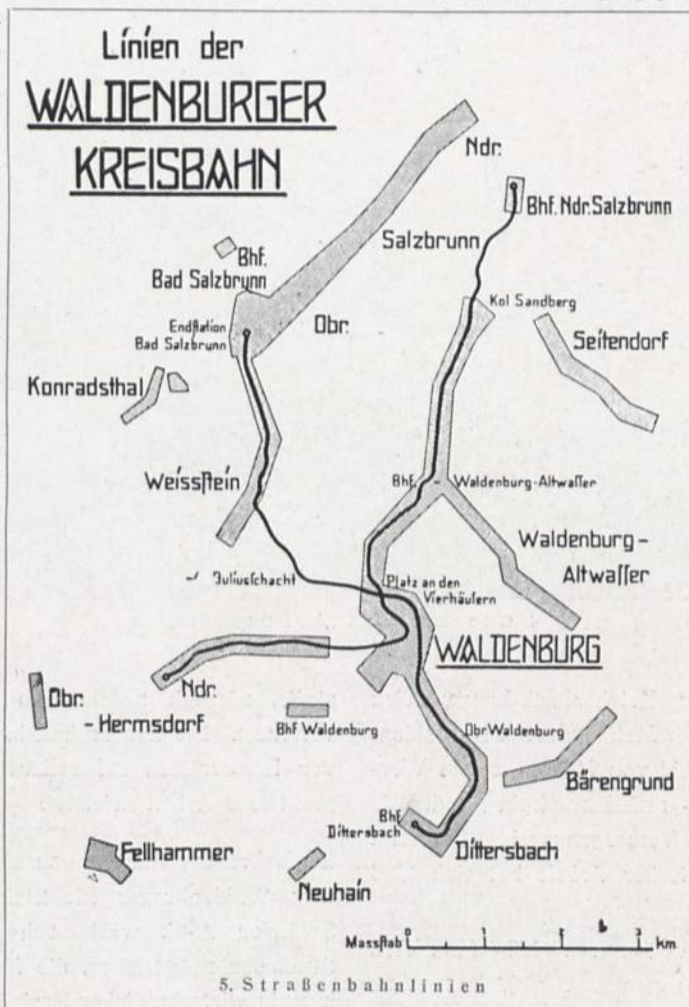 Linien der
WALDENBURGER
KREISBAHN
Ndr.
Bhf. Ndr. Salzbrunn
Salzbrunn
Bhf.
Bad Salzbrunn
Kol Sandberg
Obr.
Endſtation
Bad Salzbrunn
Seitendorf
Konradsthal
Weissſtein
Bhf. - Waldenburg-Altwaſſer
Waldenburg-
Altwaſſer
Juliusſchacht
Platz an den
Vierhäuſern
WALDENBURG
Ndr.
Obr.
-Hermsdorf
Bhf Waldenburg
Obr Waldenburg
Bärengrund
Bhf.
Dittersbach
Dittersbach
Fellhammer
Neuhain
Massſtab 0 1 3 km
5. Straßenbahnlinien